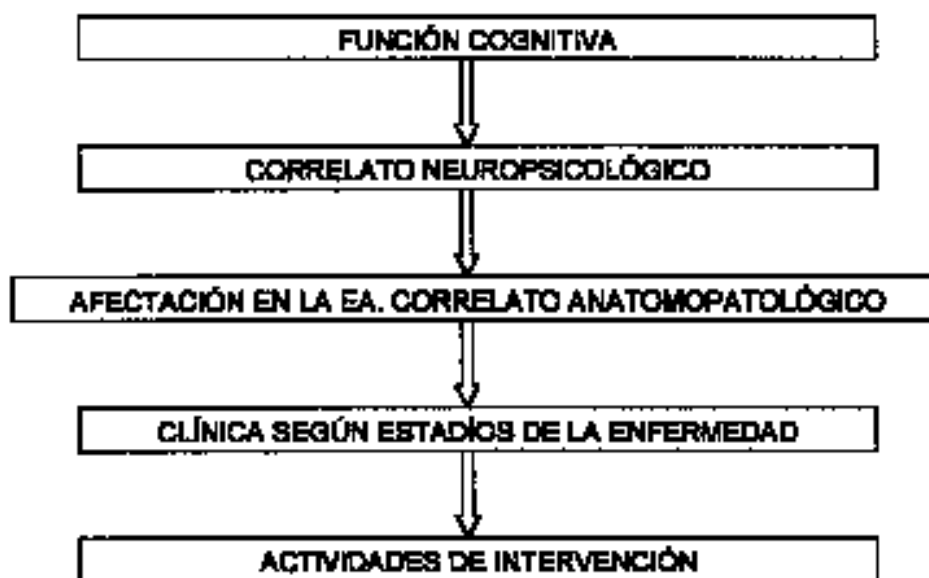 FUNCIÓN COGNITIVA
CORRELATO NEUROPSICOLÓGICO
AFECTACIÓN EN LA EA. CORRELATO ANATOMOPATOLÓGICO
CLÍNICA SEGÚN ESTADÍOS DE LA ENFERMEDAD
ACTIVIDADES DE INTERVENCIÓN